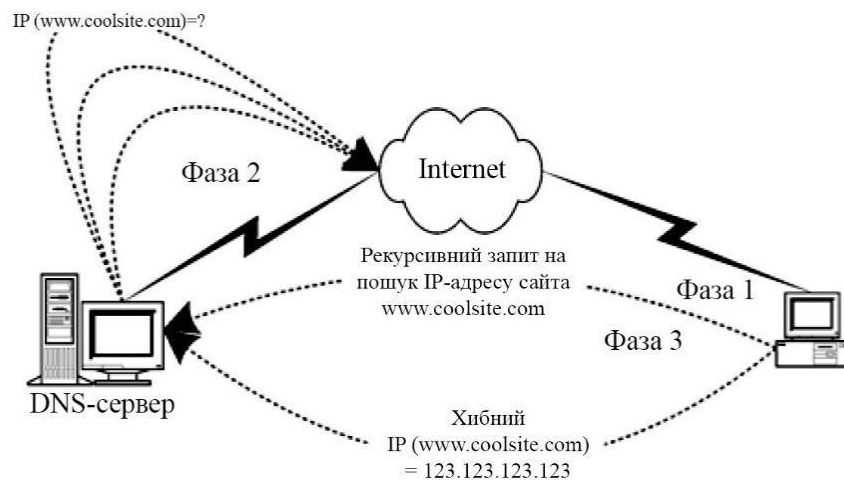 IP (www.coolsite.com)=?
Internet
Фаза 2
Рекурсивний запит на
пошук IP-адресу сайта
www.coolsite.com
Фаза 1
Фаза 3
DNS-сервер
Хибний
IP (www.coolsite.com)
= 123.123.123.123